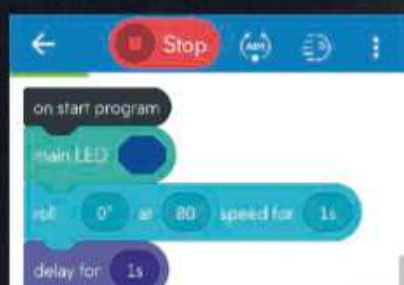 Stop
on start program
main LED
roll 0° at 80 speed for 1s
delay for 1s